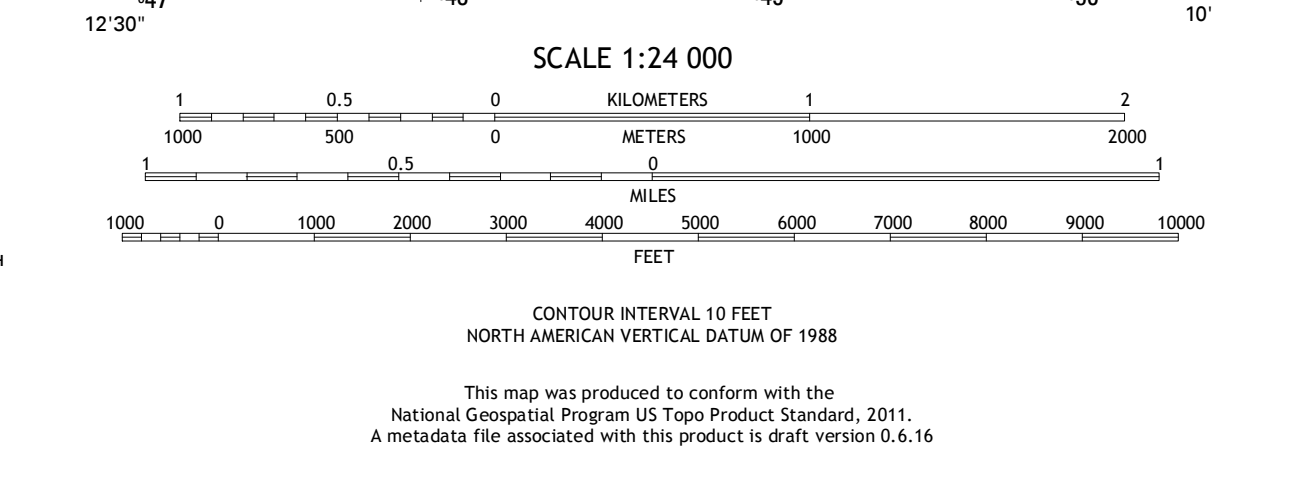 12'30"
10'
SCALE 1:24 000
1 0.5 0 KILOMETERS 1 2
1000 500 0 METERS 1000 2000
1 0.5 0 1
MILES
1000 0 1000 2000 3000 4000 5000 6000 7000 8000 9000 10000
FEET
CONTOUR INTERVAL 10 FEET
NORTH AMERICAN VERTICAL DATUM OF 1988
This map was produced to conform with the
National Geospatial Program US Topo Product Standard, 2011.
A metadata file associated with this product is draft version 0.6.16